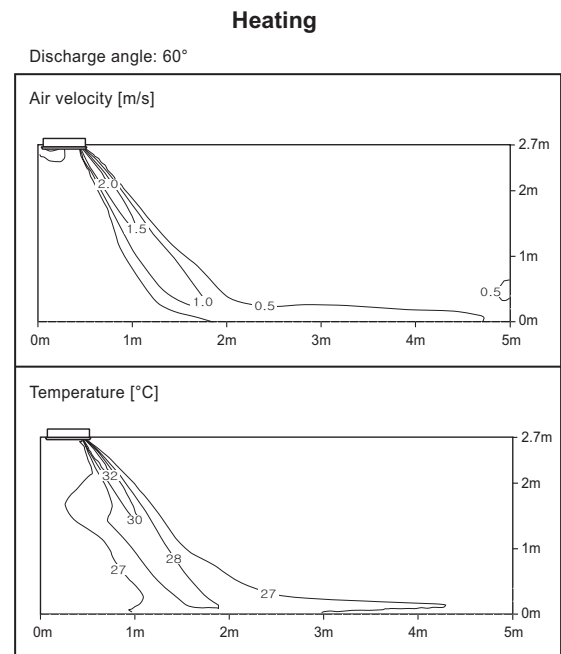 Heating
Discharge angle: 60°
Air velocity [m/s]
2.7m
2.0
2m
1.5
1m
0.5
1.0
0.5
0m
0m 1m 2m 3m 4m 5m
Temperature [°C]
2.7m
32
2m
30
28
1m
27
27
0m
0m 1m 2m 3m 4m 5m